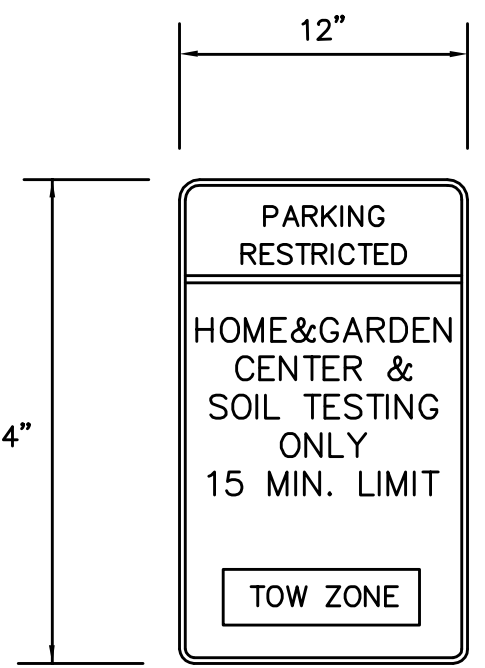 12”
PARKING
RESTRICTED
HOME&GARDEN
CENTER &
SOIL TESTING
ONLY
15 MIN. LIMIT
4”
TOW ZONE